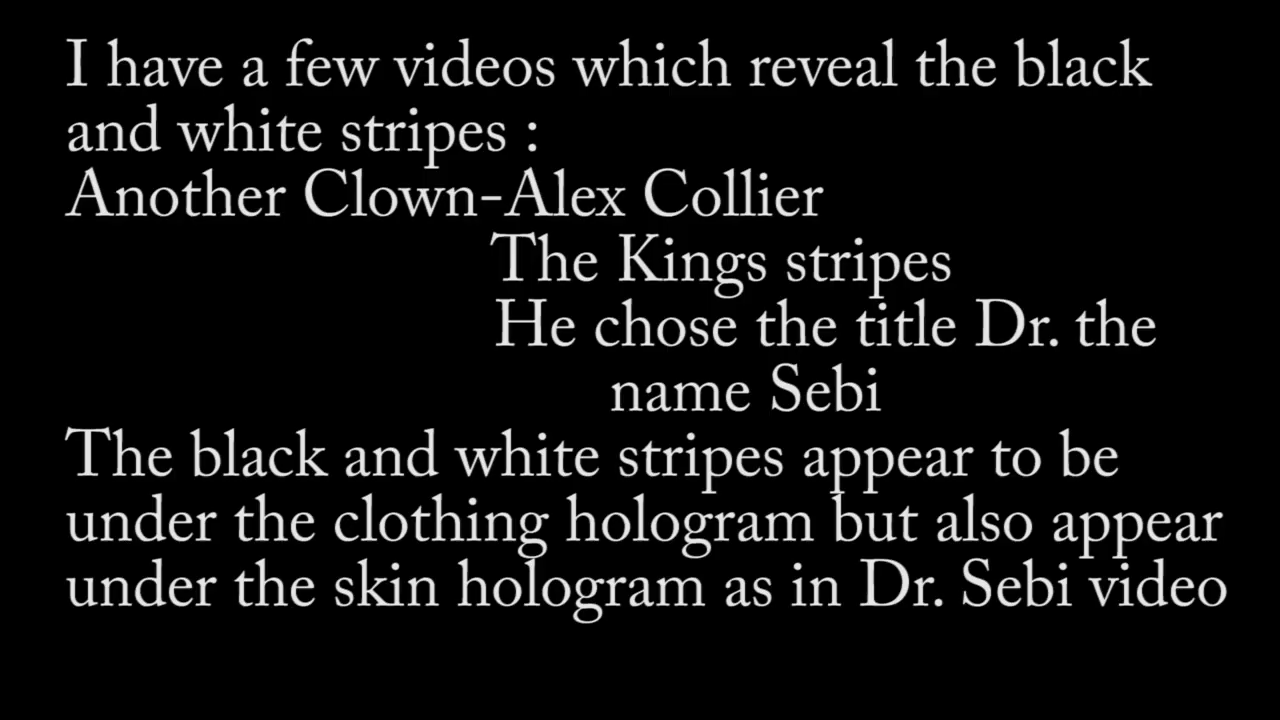 I have a few videos which reveal the black
and white stripes :
Another Clown-Alex Collier
The Kings stripes
He chose the title Dr. the
name Sebi
The black and white stripes appear to be
under the clothing hologram but also appear
under the skin hologram as in Dr. Sebi video